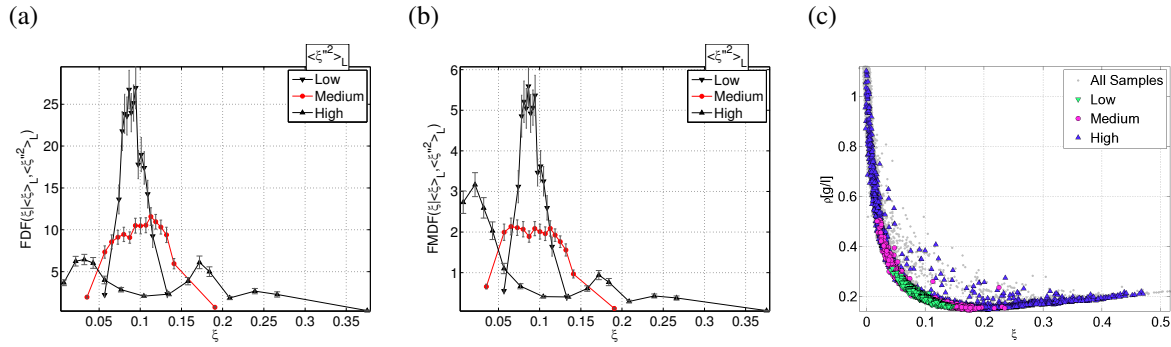 (a)
<ξ"²>L
Low
Medium
High
FDF(ξ|<ξ>L,<ξ"²>L)
25
20
15
10
5
0.05 0.1 0.15 0.2 0.25 0.3 0.35
ξ
(b)
<ξ"²>L
Low
Medium
High
FMDF(ξ|<ξ>L,<ξ"²>L)
6
5
4
3
2
1
0.05 0.1 0.15 0.2 0.25 0.3 0.35
ξ
(c)
All Samples
Low
Medium
High
ρ[g/l]
1
0.8
0.6
0.4
0.2
0 0.1 0.2 0.3 0.4 0.5
ξ